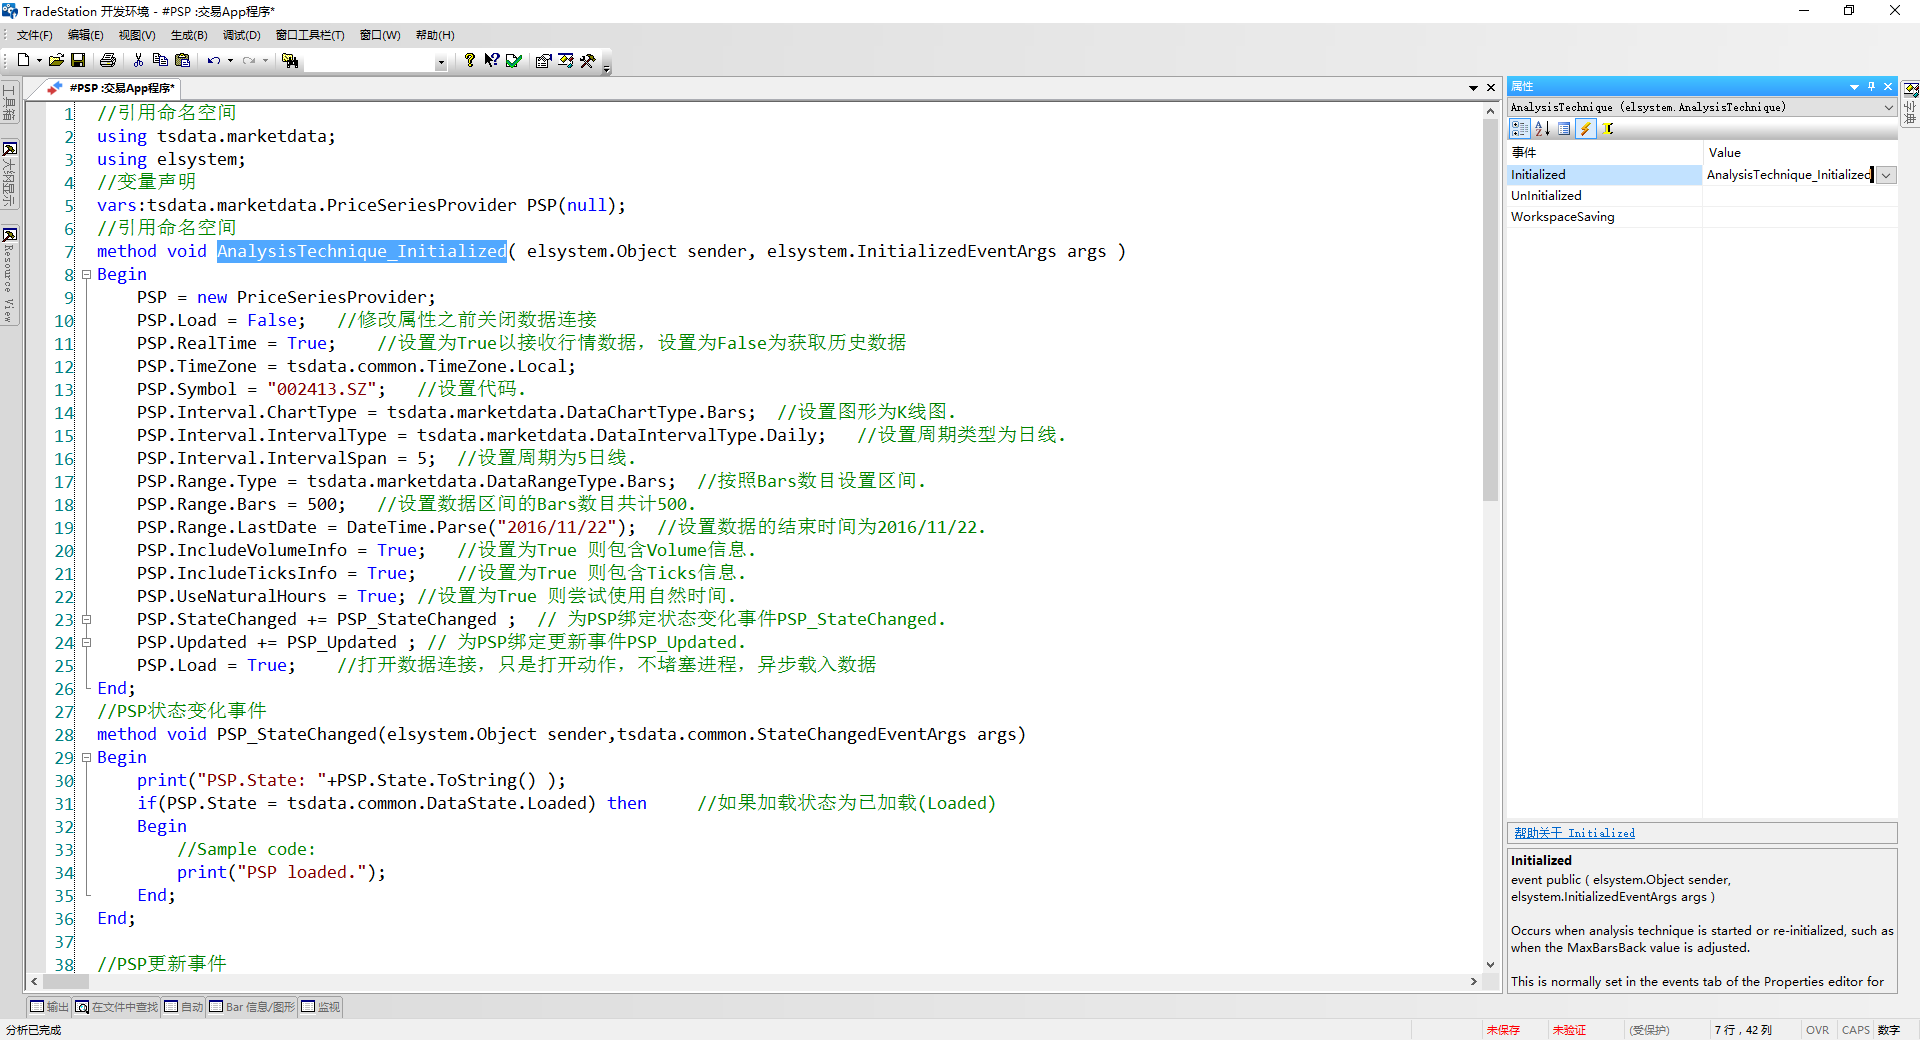 TradeStation 开发环境 - #PSP :交易App程序*
文件(F) 编辑(E) 视图(V) 生成(B) 调试(D) 窗口工具栏(T) 窗口(W) 帮助(H)
#PSP :交易App程序*
工具箱
大纲显示
Resource View
1 //引用命名空间
2 using tsdata.marketdata;
3 using elsystem;
4 //变量声明
5 vars:tsdata.marketdata.PriceSeriesProvider PSP(null);
6 //引用命名空间
7 method void AnalysisTechnique_Initialized( elsystem.Object sender, elsystem.InitializedEventArgs args )
8 Begin
9 PSP = new PriceSeriesProvider;
10 PSP.Load = False; //修改属性之前关闭数据连接
11 PSP.RealTime = True; //设置为True以接收行情数据，设置为False为获取历史数据
12 PSP.TimeZone = tsdata.common.TimeZone.Local;
13 PSP.Symbol = "002413.SZ"; //设置代码.
14 PSP.Interval.ChartType = tsdata.marketdata.DataChartType.Bars; //设置图形为K线图.
15 PSP.Interval.IntervalType = tsdata.marketdata.DataIntervalType.Daily; //设置周期类型为日线.
16 PSP.Interval.IntervalSpan = 5; //设置周期为5日线.
17 PSP.Range.Type = tsdata.marketdata.DataRangeType.Bars; //按照Bars数目设置区间.
18 PSP.Range.Bars = 500; //设置数据区间的Bars数目共计500.
19 PSP.Range.LastDate = DateTime.Parse("2016/11/22"); //设置数据的结束时间为2016/11/22.
20 PSP.IncludeVolumeInfo = True; //设置为True 则包含Volume信息.
21 PSP.IncludeTicksInfo = True; //设置为True 则包含Ticks信息.
22 PSP.UseNaturalHours = True; //设置为True 则尝试使用自然时间.
23 PSP.StateChanged += PSP_StateChanged ; // 为PSP绑定状态变化事件PSP_StateChanged.
24 PSP.Updated += PSP_Updated ; // 为PSP绑定更新事件PSP_Updated.
25 PSP.Load = True; //打开数据连接，只是打开动作，不堵塞进程，异步载入数据
26 End;
27 //PSP状态变化事件
28 method void PSP_StateChanged(elsystem.Object sender,tsdata.common.StateChangedEventArgs args)
29 Begin
30 print("PSP.State: "+PSP.State.ToString() );
31 if(PSP.State = tsdata.common.DataState.Loaded) then //如果加载状态为已加载(Loaded)
32 Begin
33 //Sample code:
34 print("PSP loaded.");
35 End;
36 End;
37
38 //PSP更新事件
属性
AnalysisTechnique (elsystem.AnalysisTechnique)
事件 Value
Initialized AnalysisTechnique_Initialized
UnInitialized
WorkspaceSaving
帮助关于 Initialized
Initialized
event public ( elsystem.Object sender,
elsystem.InitializedEventArgs args )
Occurs when analysis technique is started or re-initialized, such as
when the MaxBarsBack value is adjusted.
This is normally set in the events tab of the Properties editor for
字典
输出 在文件中查找 自动 Bar 信息/图形 监视
分析已完成 未保存 未验证 (受保护) 7 行，42 列 OVR CAPS 数字